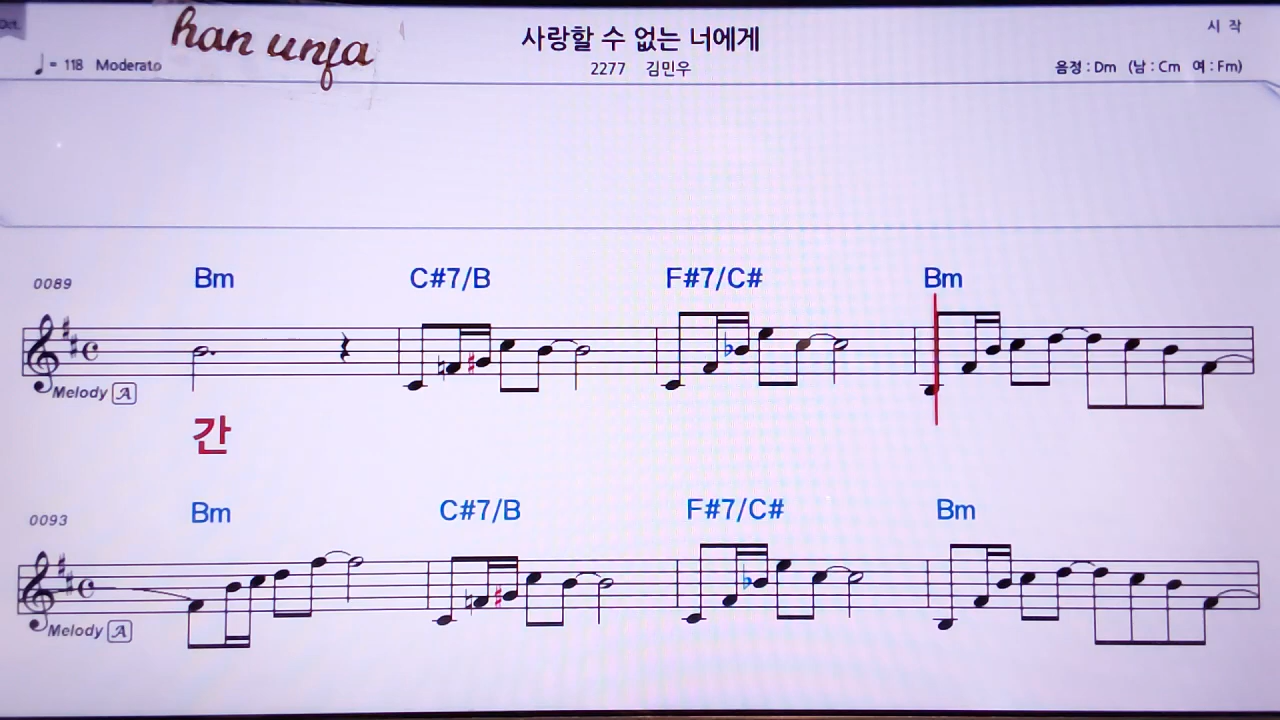 Oct.
han unfa
사랑할 수 없는 너에게
시 작
♩= 118 Moderato
2277 김민우
음정 : Dm (남 : Cm 여 : Fm)
0089 Bm C#7/B F#7/C# Bm
Melody A
간
0093 Bm C#7/B F#7/C# Bm
Melody A